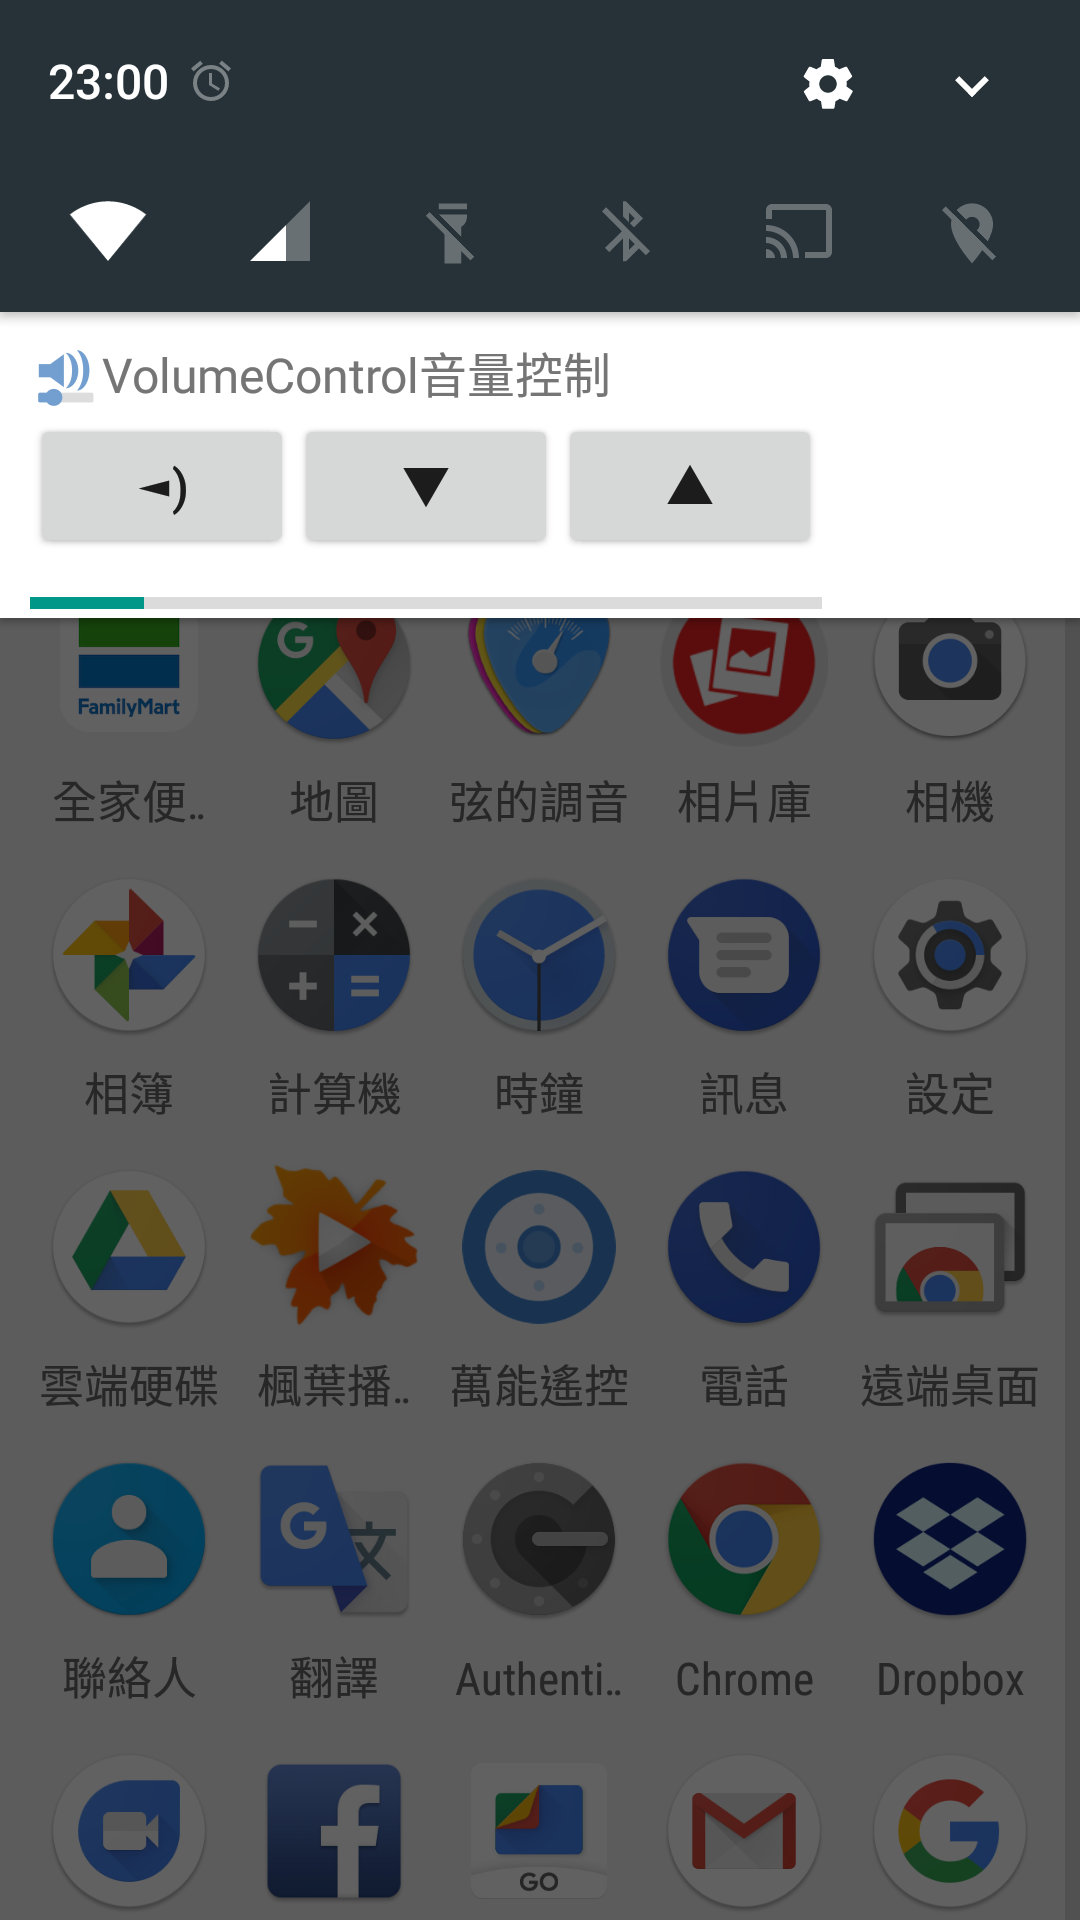 23:00
VolumeControl音量控制
FamilyMart
全家便..
地圖
弦的調音
相片庫
相機
相簿
計算機
時鐘
訊息
設定
雲端硬碟
楓葉播..
萬能遙控
電話
遠端桌面
聯絡人
翻譯
Authenti..
Chrome
Dropbox
GO